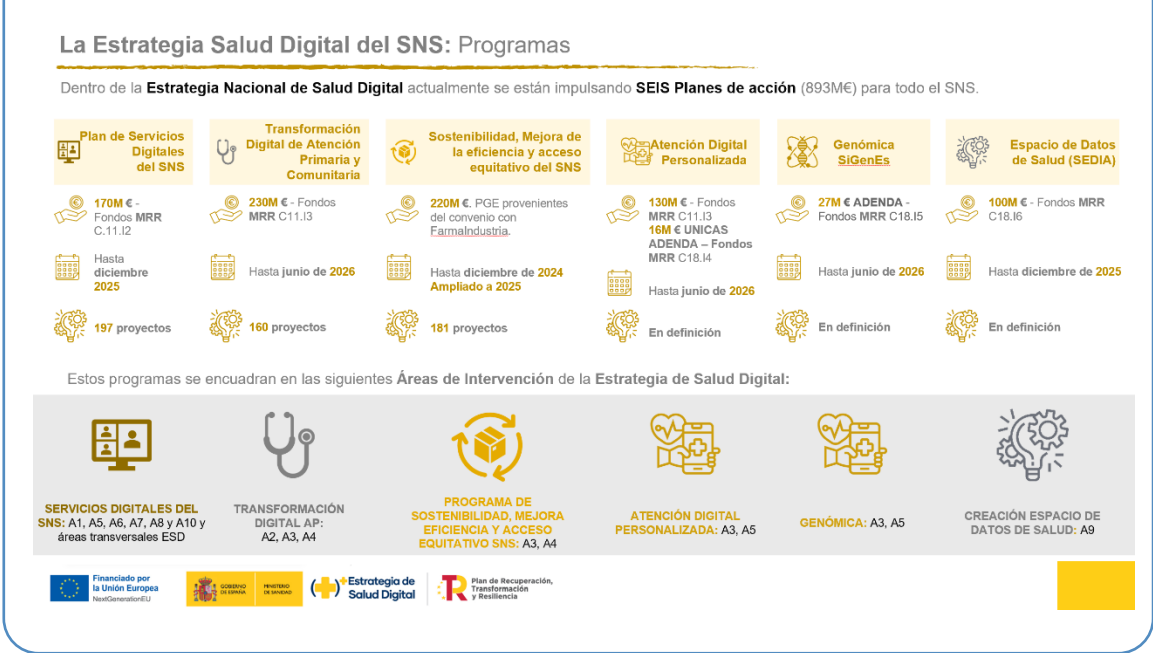 La Estrategia Salud Digital del SNS: Programas
Dentro de la Estrategia Nacional de Salud Digital actualmente se están impulsando SEIS Planes de acción (893M€) para todo el SNS.
Plan de Servicios
Digitales
del SNS
170M € -
Fondos MRR
C.11.I2
Hasta
diciembre
2025
197 proyectos
Transformación
Digital de Atención
Primaria y
Comunitaria
230M € - Fondos
MRR C11.I3
Hasta junio de 2026
160 proyectos
Sostenibilidad, Mejora de
la eficiencia y acceso
equitativo del SNS
220M €. PGE provenientes
del convenio con
FarmaIndustria.
Hasta diciembre de 2024
Ampliado a 2025
181 proyectos
Atención Digital
Personalizada
130M € - Fondos
MRR C11.I3
16M € UNICAS
ADENDA – Fondos
MRR C18.I4
Hasta junio de 2026
En definición
Genómica
SiGenEs
27M € ADENDA -
Fondos MRR C18.I5
Hasta junio de 2026
En definición
Espacio de Datos
de Salud (SEDIA)
100M € - Fondos MRR
C18.I6
Hasta diciembre de 2025
En definición
Estos programas se encuadran en las siguientes Áreas de Intervención de la Estrategia de Salud Digital:
SERVICIOS DIGITALES DEL
SNS: A1, A5, A6, A7, A8 y A10 y
áreas transversales ESD
TRANSFORMACIÓN
DIGITAL AP:
A2, A3, A4
PROGRAMA DE
SOSTENIBILIDAD, MEJORA
EFICIENCIA Y ACCESO
EQUITATIVO SNS: A3, A4
ATENCIÓN DIGITAL
PERSONALIZADA: A3, A5
GENÓMICA: A3, A5
CREACIÓN ESPACIO DE
DATOS DE SALUD: A9
Financiado por
la Unión Europea
NextGenerationEU
GOBIERNO
DE ESPAÑA
MINISTERIO
DE SANIDAD
Estrategia de
Salud Digital
Plan de Recuperación,
Transformación
y Resiliencia